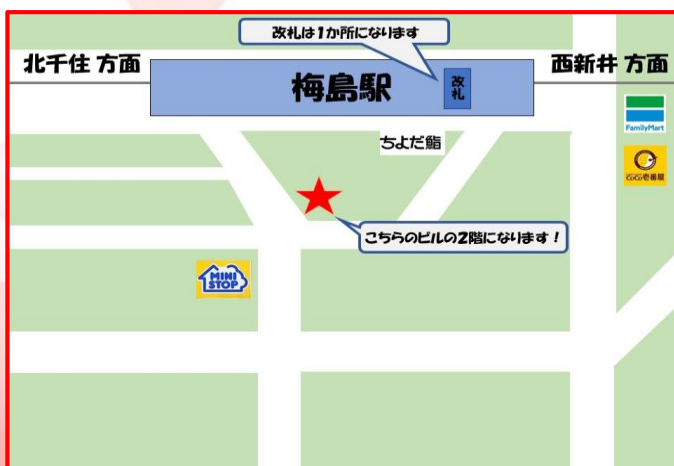 改札は1か所になります
北千住 方面
西新井 方面
梅島駅
改札
FamilyMart
ちよだ鮨
CoCo壱番屋
こちらのビルの2階になります！
MINI
STOP